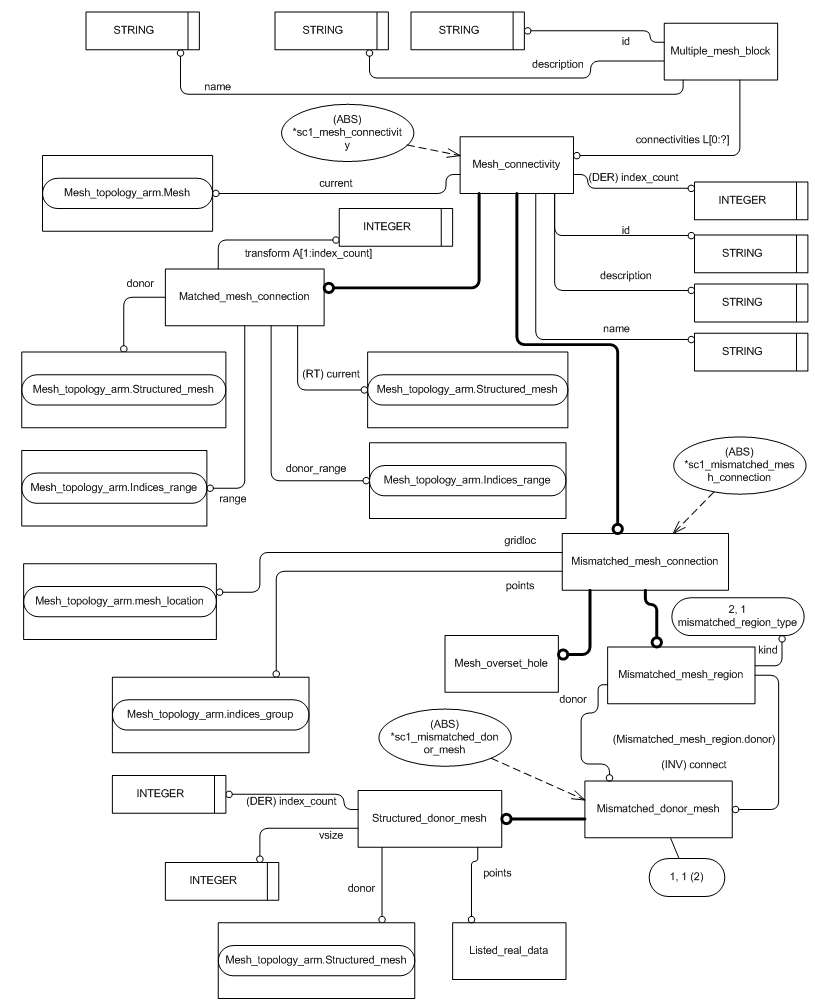 STRING
STRING
STRING
id
Multiple_mesh_block
description
name
(ABS)
*sc1_mesh_connectivit
y
connectivities L[0:?]
Mesh_connectivity
current
(DER) index_count
Mesh_topology_arm.Mesh
INTEGER
INTEGER
transform A[1:index_count]
id
STRING
donor
Matched_mesh_connection
description
STRING
name
STRING
(RT) current
Mesh_topology_arm.Structured_mesh
Mesh_topology_arm.Structured_mesh
(ABS)
*sc1_mismatched_mes
h_connection
donor_range
Mesh_topology_arm.Indices_range
Mesh_topology_arm.Indices_range
range
gridloc
Mismatched_mesh_connection
points
Mesh_topology_arm.mesh_location
2, 1
mismatched_region_type
kind
Mesh_overset_hole
Mismatched_mesh_region
donor
Mesh_topology_arm.indices_group
(ABS)
*sc1_mismatched_don
or_mesh
(Mismatched_mesh_region.donor)
(INV) connect
INTEGER
(DER) index_count
Structured_donor_mesh
Mismatched_donor_mesh
vsize
INTEGER
donor
points
1, 1 (2)
Mesh_topology_arm.Structured_mesh
Listed_real_data